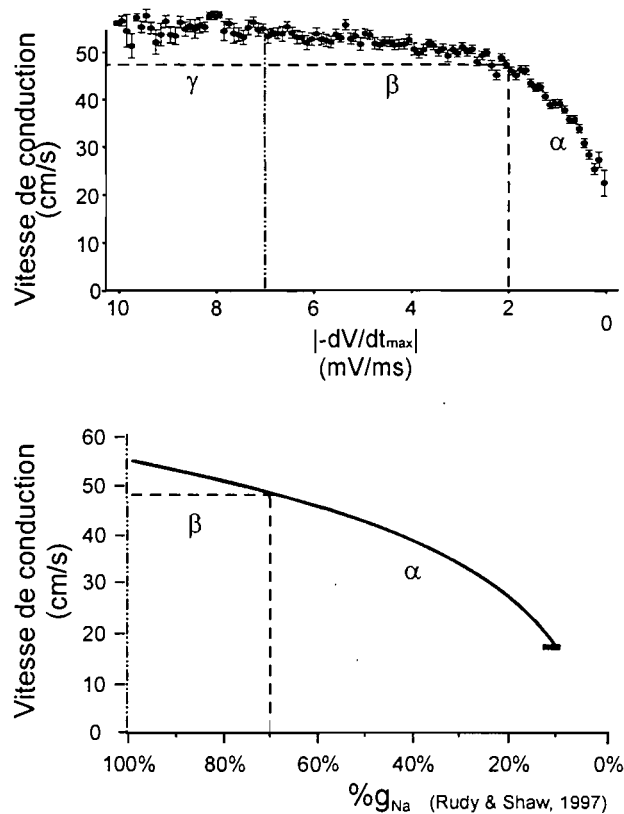 Vitesse de conduction
(cm/s)
50
40
30
20
10
0
γ
β
α
10
8
6
4
2
0
|-dV/dtmax|
(mV/ms)
Vitesse de conduction
(cm/s)
60
50
40
30
20
10
0
β
α
100%
80%
60%
40%
20%
0%
%gNa (Rudy & Shaw, 1997)